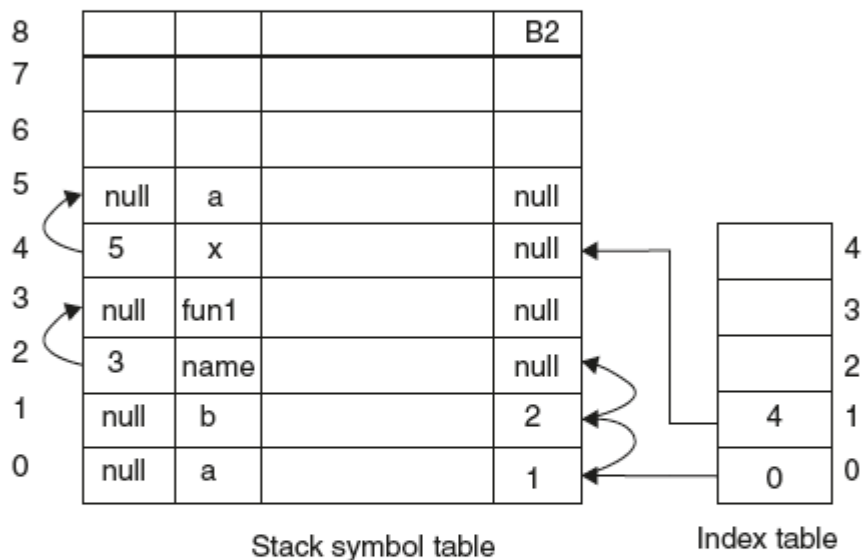 8 B2
7
6
5 null a null
4 5 x null 4
3 null fun1 null 3
2 3 name null 2
1 null b 2 4 1
0 null a 1 0 0
Stack symbol table Index table